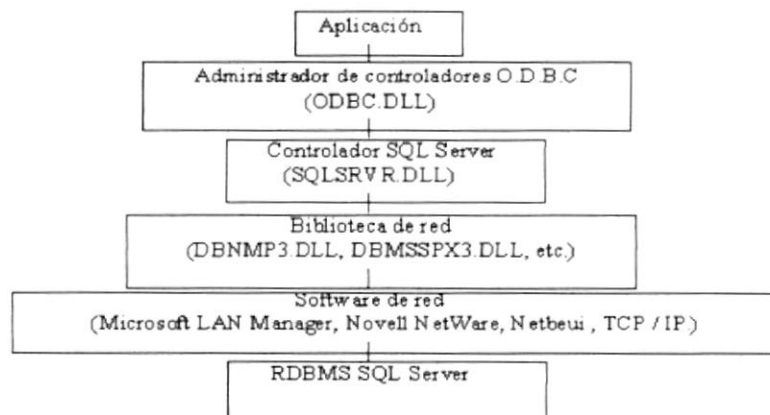 Aplicación
Administrador de controladores O.D.B.C
(ODBC.DLL)
Controlador SQL Server
(SQLSRVR.DLL)
Biblioteca de red
(DBNMP3.DLL, DBMSSPX3.DLL, etc.)
Software de red
(Microsoft LAN Manager, Novell NetWare, Netbeui , TCP / IP.)
RDBMS SQL Server